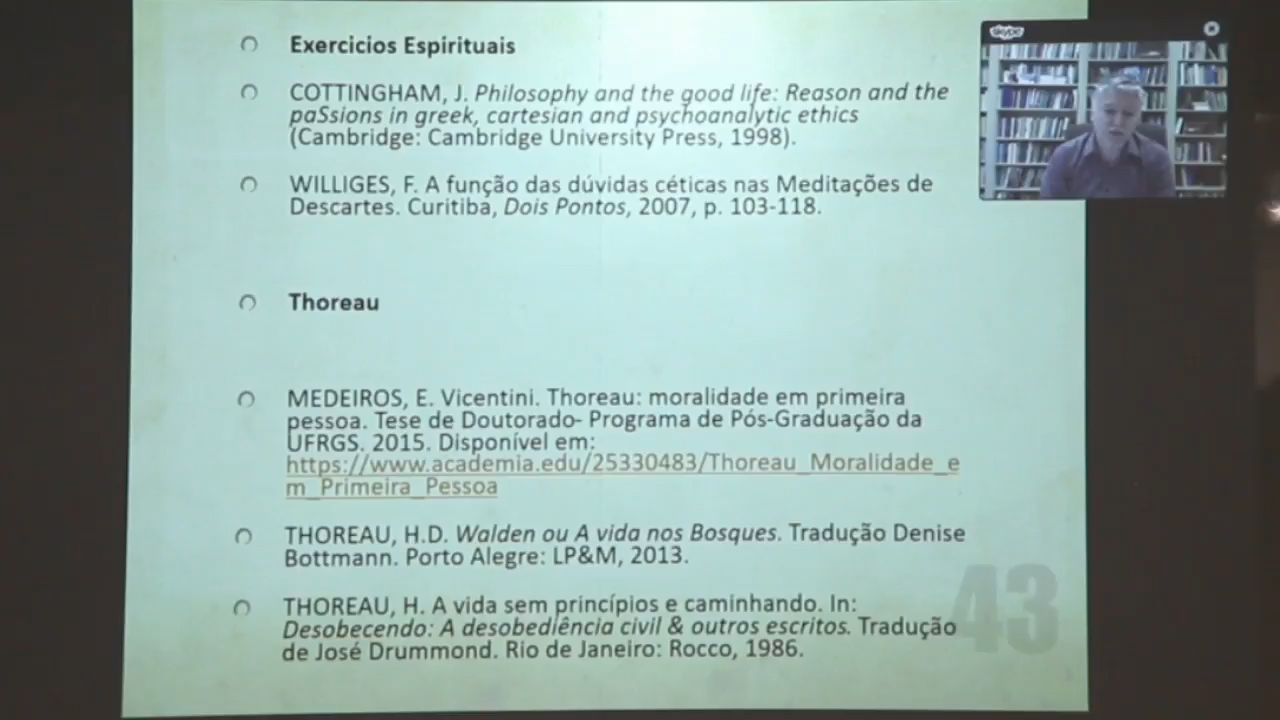 skype
Exercicios Espirituais
COTTINGHAM, J. Philosophy and the good life: Reason and the
paSsions in greek, cartesian and psychoanalytic ethics
(Cambridge: Cambridge University Press, 1998).
WILLIGES, F. A função das dúvidas céticas nas Meditações de
Descartes. Curitiba, Dois Pontos, 2007, p. 103-118.
Thoreau
MEDEIROS, E. Vicentini. Thoreau: moralidade em primeira
pessoa. Tese de Doutorado- Programa de Pós-Graduação da
UFRGS. 2015. Disponível em:
https://www.academia.edu/25330483/Thoreau_Moralidade_e
m_Primeira_Pessoa
THOREAU, H.D. Walden ou A vida nos Bosques. Tradução Denise
Bottmann. Porto Alegre: LP&M, 2013.
THOREAU, H. A vida sem princípios e caminhando. In:
Desobecendo: A desobediência civil & outros escritos. Tradução
de José Drummond. Rio de Janeiro: Rocco, 1986.
43